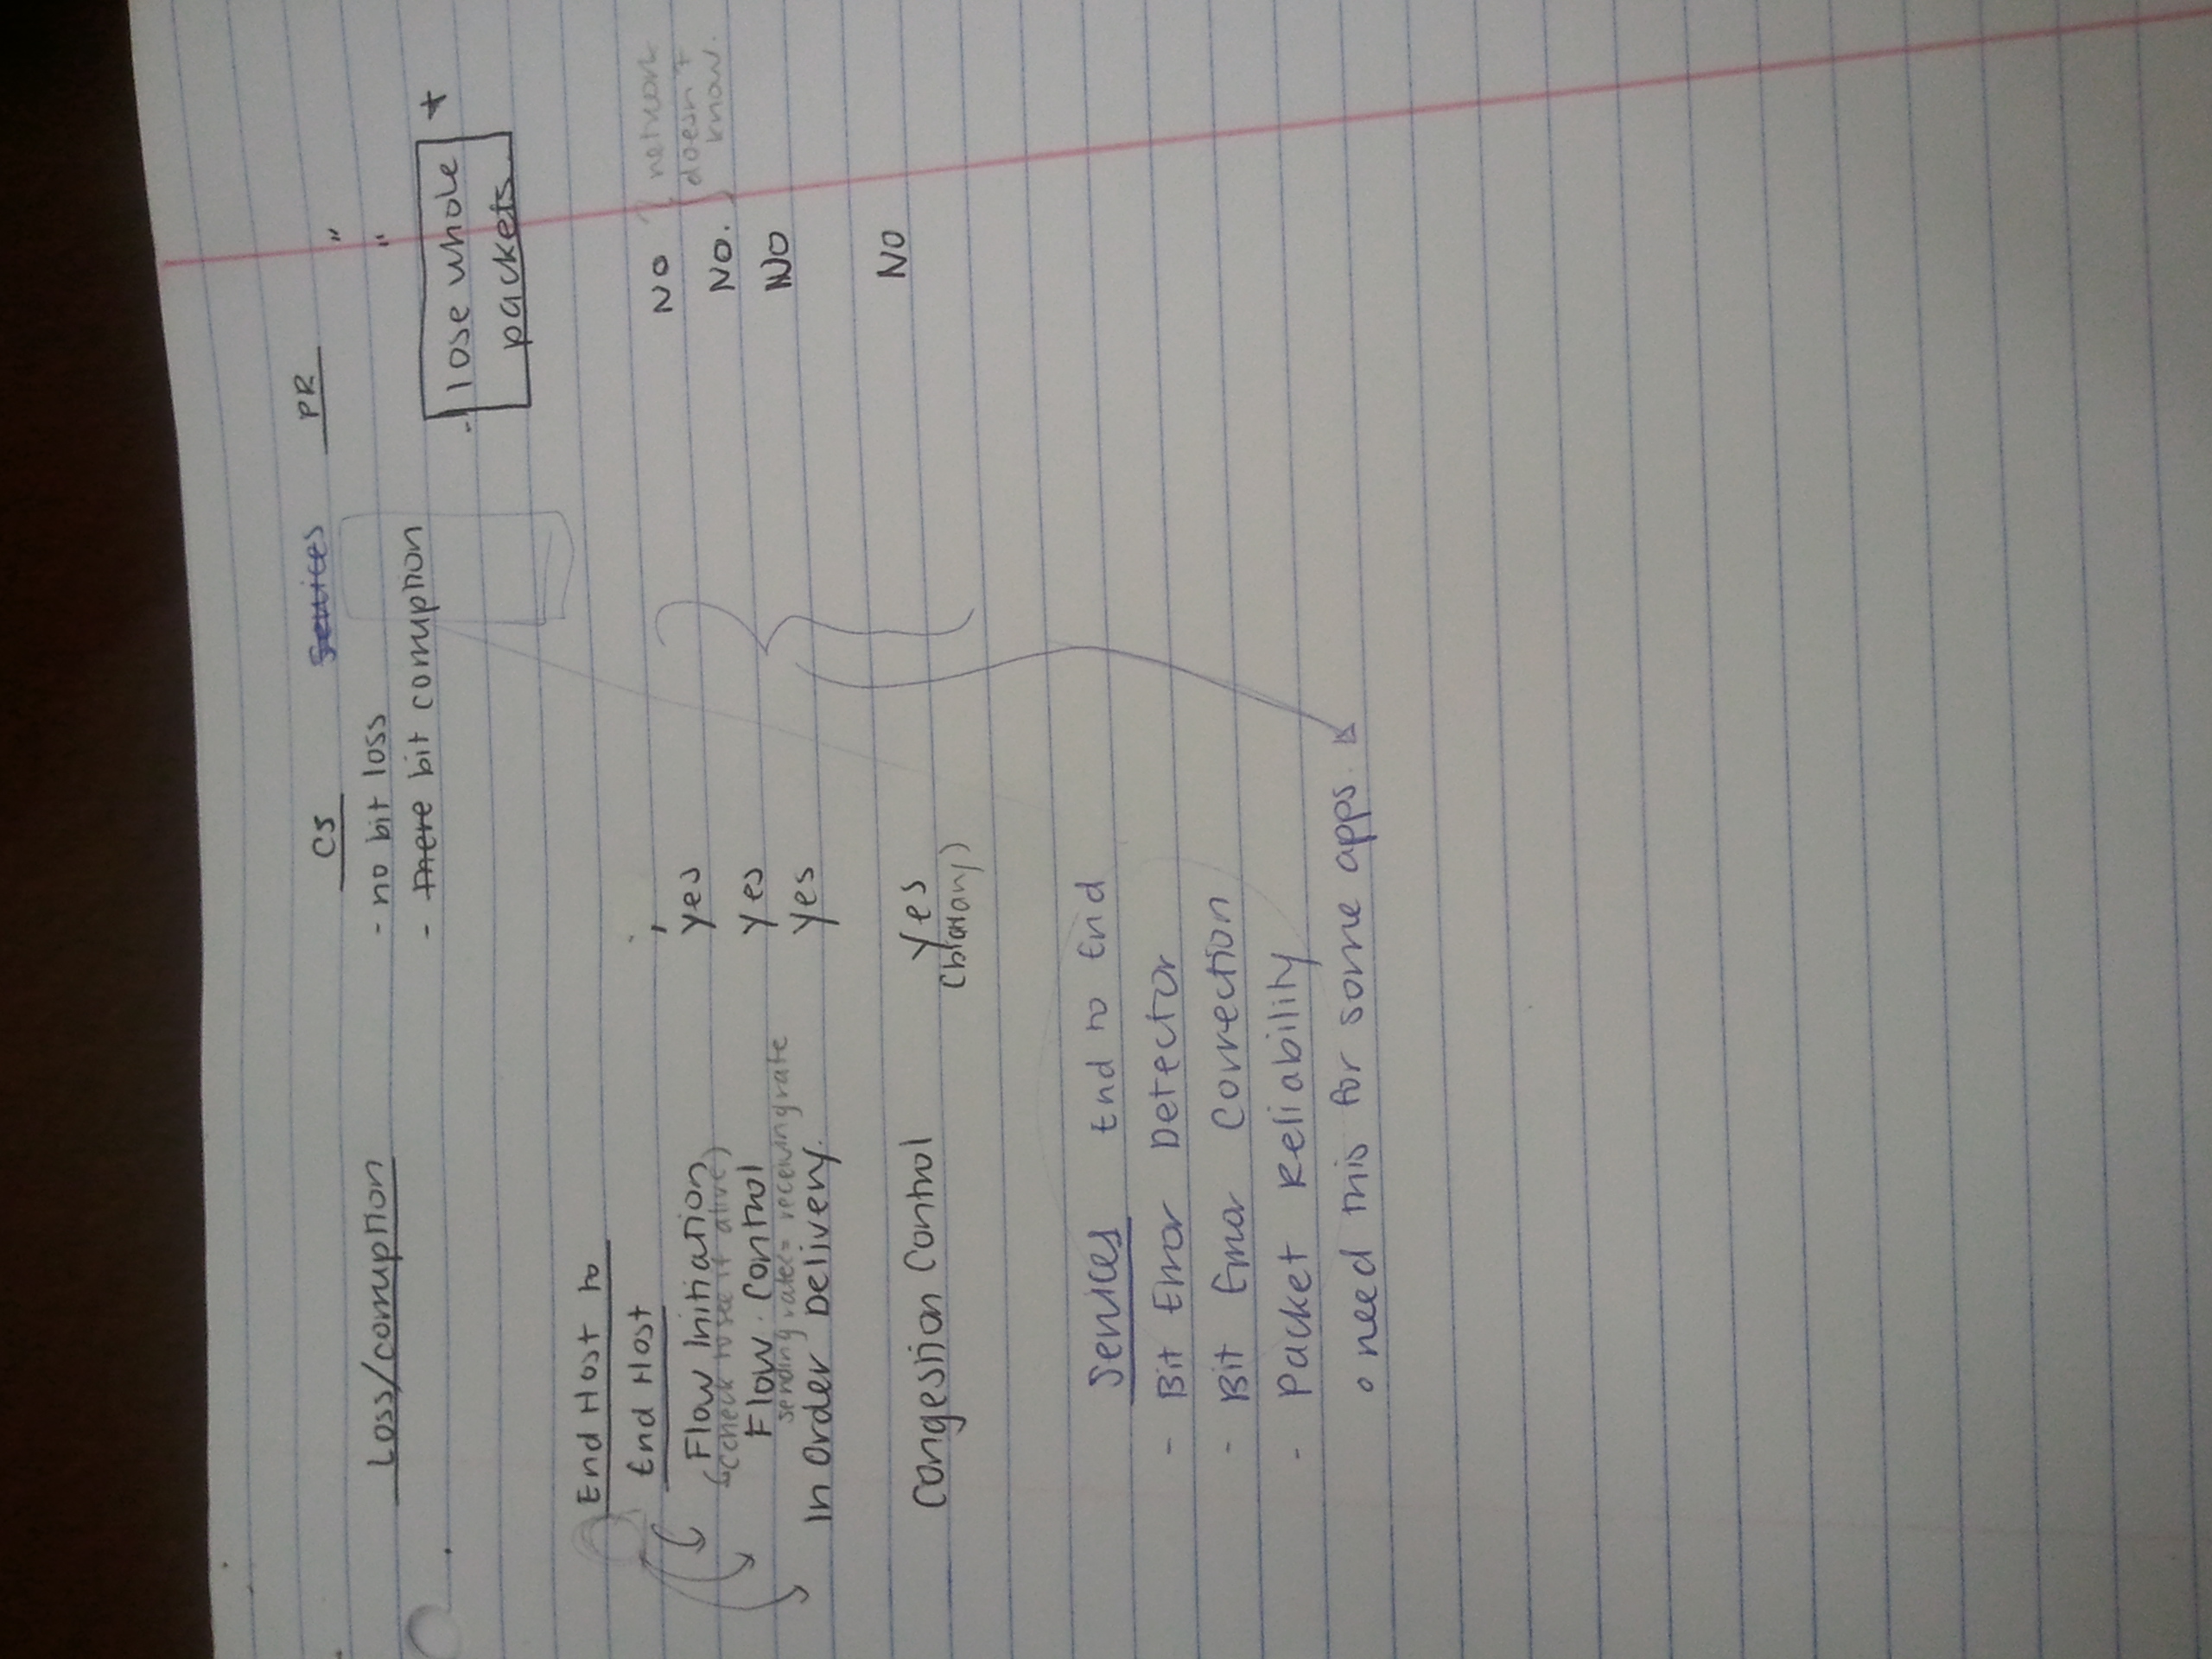 CS Services PR
Loss/corruption - no bit loss "
- there bit corruption "
- lose whole *
packets
End Host to
End Host
Flow Initiation yes No network
(check to see if alive) doesn't
Flow Control yes No. know.
sending rate <= receiving rate
In Order Delivery. yes No
Congestion Control yes No
Services End to End
- Bit Error Detector
- Bit Error Correction
- Packet Reliability
o need this for some apps